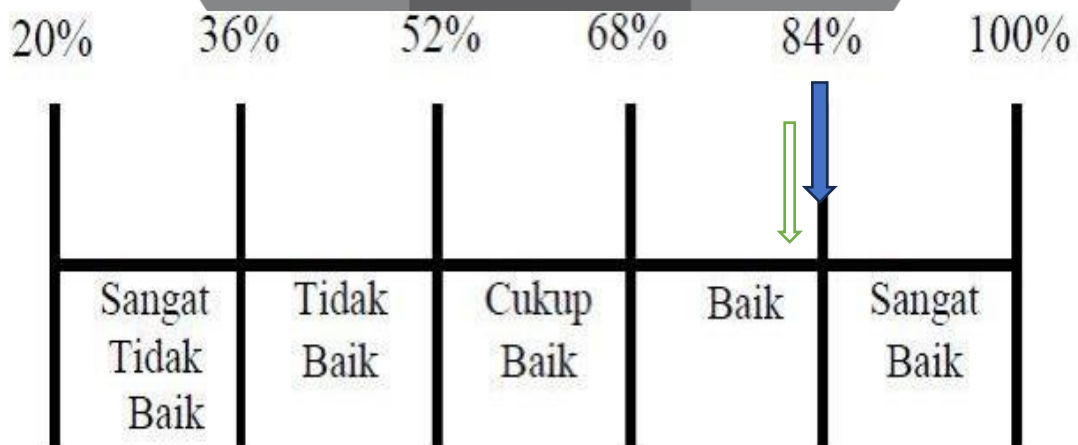 20% 36% 52% 68% 84% 100%
Sangat Tidak Baik
Tidak Baik
Cukup Baik
Baik
Sangat Baik